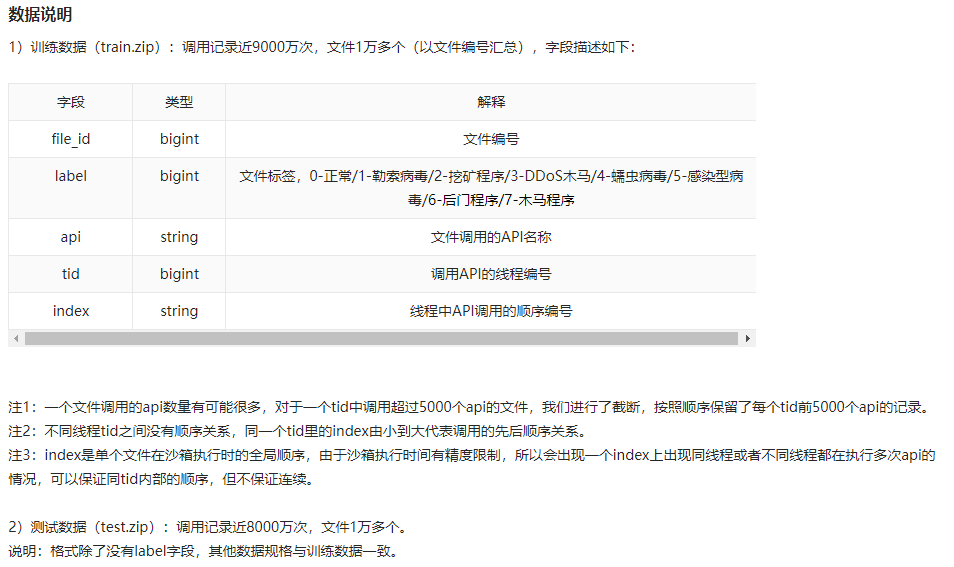 数据说明
1）训练数据（train.zip）：调用记录近9000万次，文件1万多个（以文件编号汇总），字段描述如下：
字段 类型 解释
file_id bigint 文件编号
label bigint 文件标签，0-正常/1-勒索病毒/2-挖矿程序/3-DDoS木马/4-蠕虫病毒/5-感染型病
毒/6-后门程序/7-木马程序
api string 文件调用的API名称
tid bigint 调用API的线程编号
index string 线程中API调用的顺序编号
注1：一个文件调用的api数量有可能很多，对于一个tid中调用超过5000个api的文件，我们进行了截断，按照顺序保留了每个tid前5000个api的记录。
注2：不同线程tid之间没有顺序关系，同一个tid里的index由小到大代表调用的先后顺序关系。
注3：index是单个文件在沙箱执行时的全局顺序，由于沙箱执行时间有精度限制，所以会出现一个index上出现同线程或者不同线程都在执行多次api的
情况，可以保证同tid内部的顺序，但不保证连续。
2）测试数据（test.zip）：调用记录近8000万次，文件1万多个。
说明：格式除了没有label字段，其他数据规格与训练数据一致。